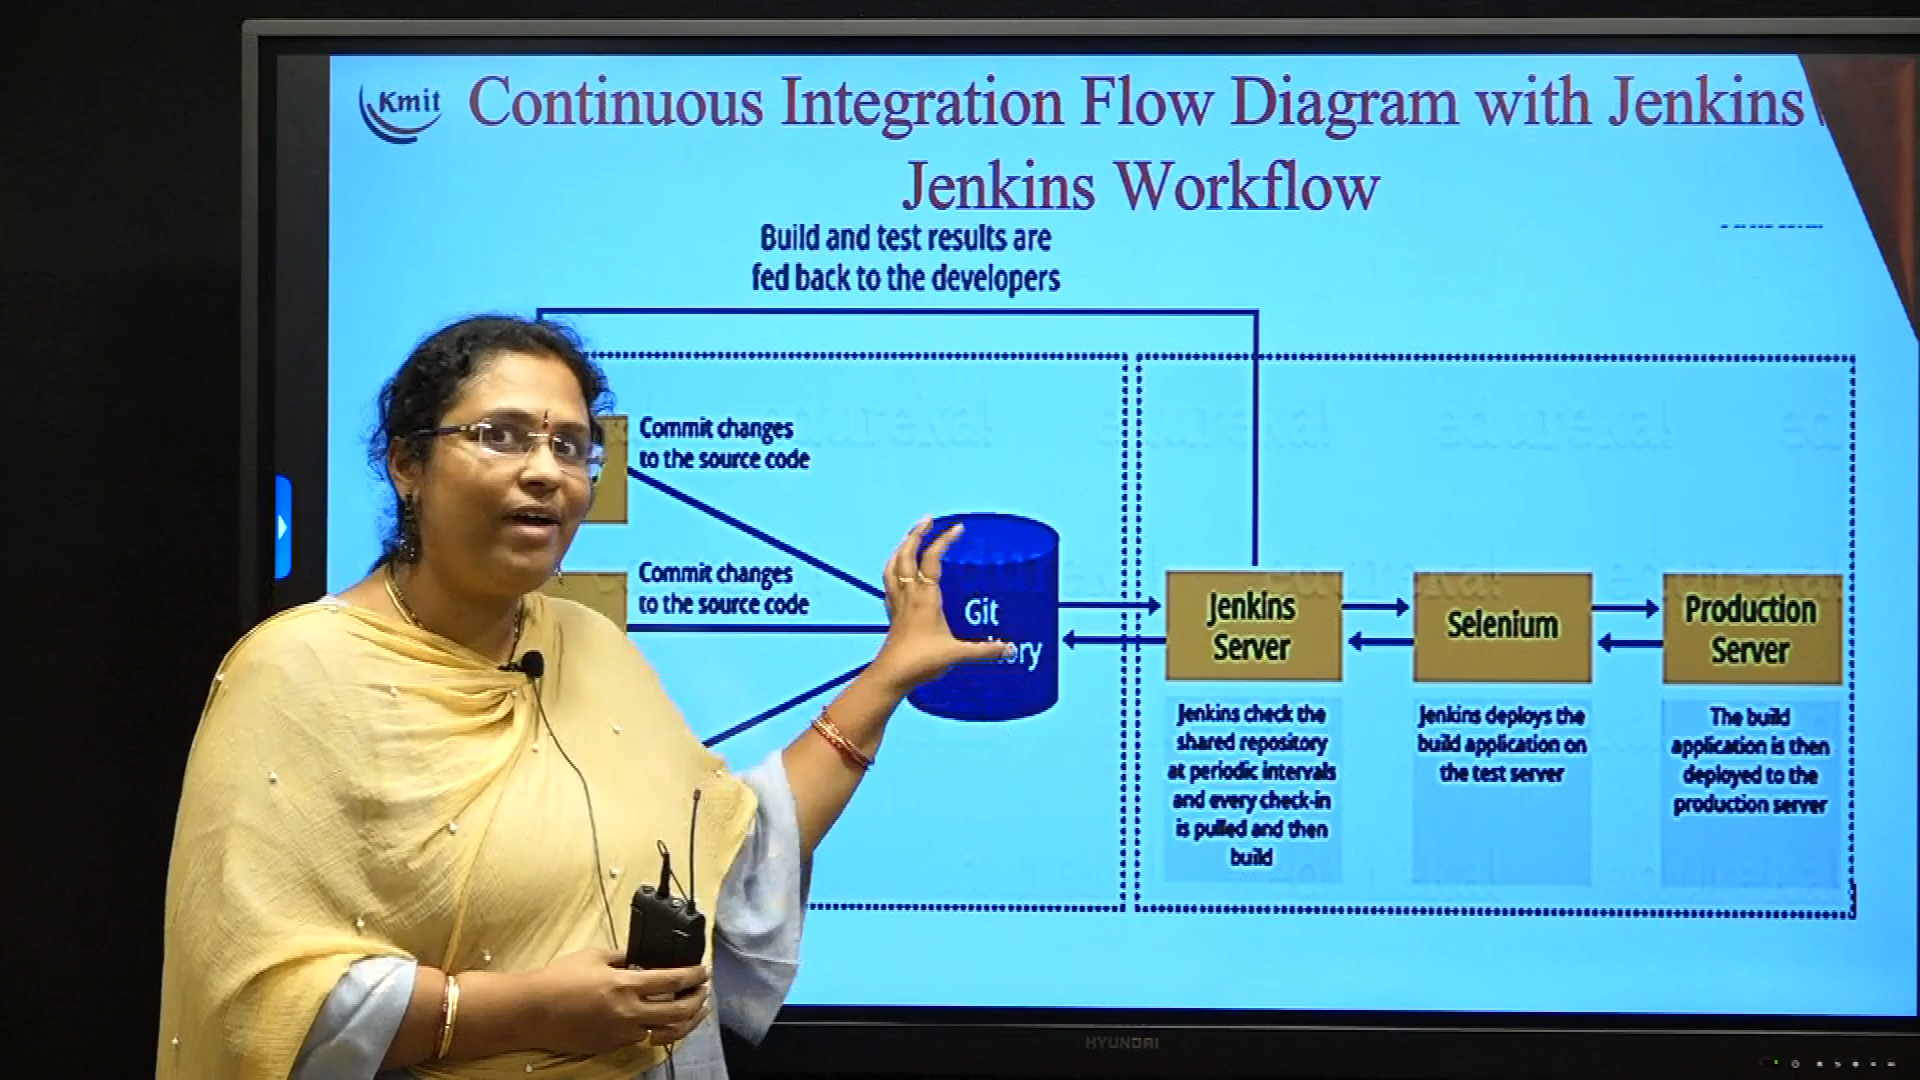 Kmit
Continuous Integration Flow Diagram with Jenkins
Jenkins Workflow
Build and test results are
fed back to the developers
Commit changes
to the source code
Commit changes
to the source code
Git
Jenkins
Server
Selenium
Production
Server
Jenkins check the
shared repository
at periodic intervals
and every check-in
is pulled and then
build
Jenkins deploys the
build application on
the test server
The build
application is then
deployed to the
production server
edureka!
edureka!
edureka!
HYUNDAI